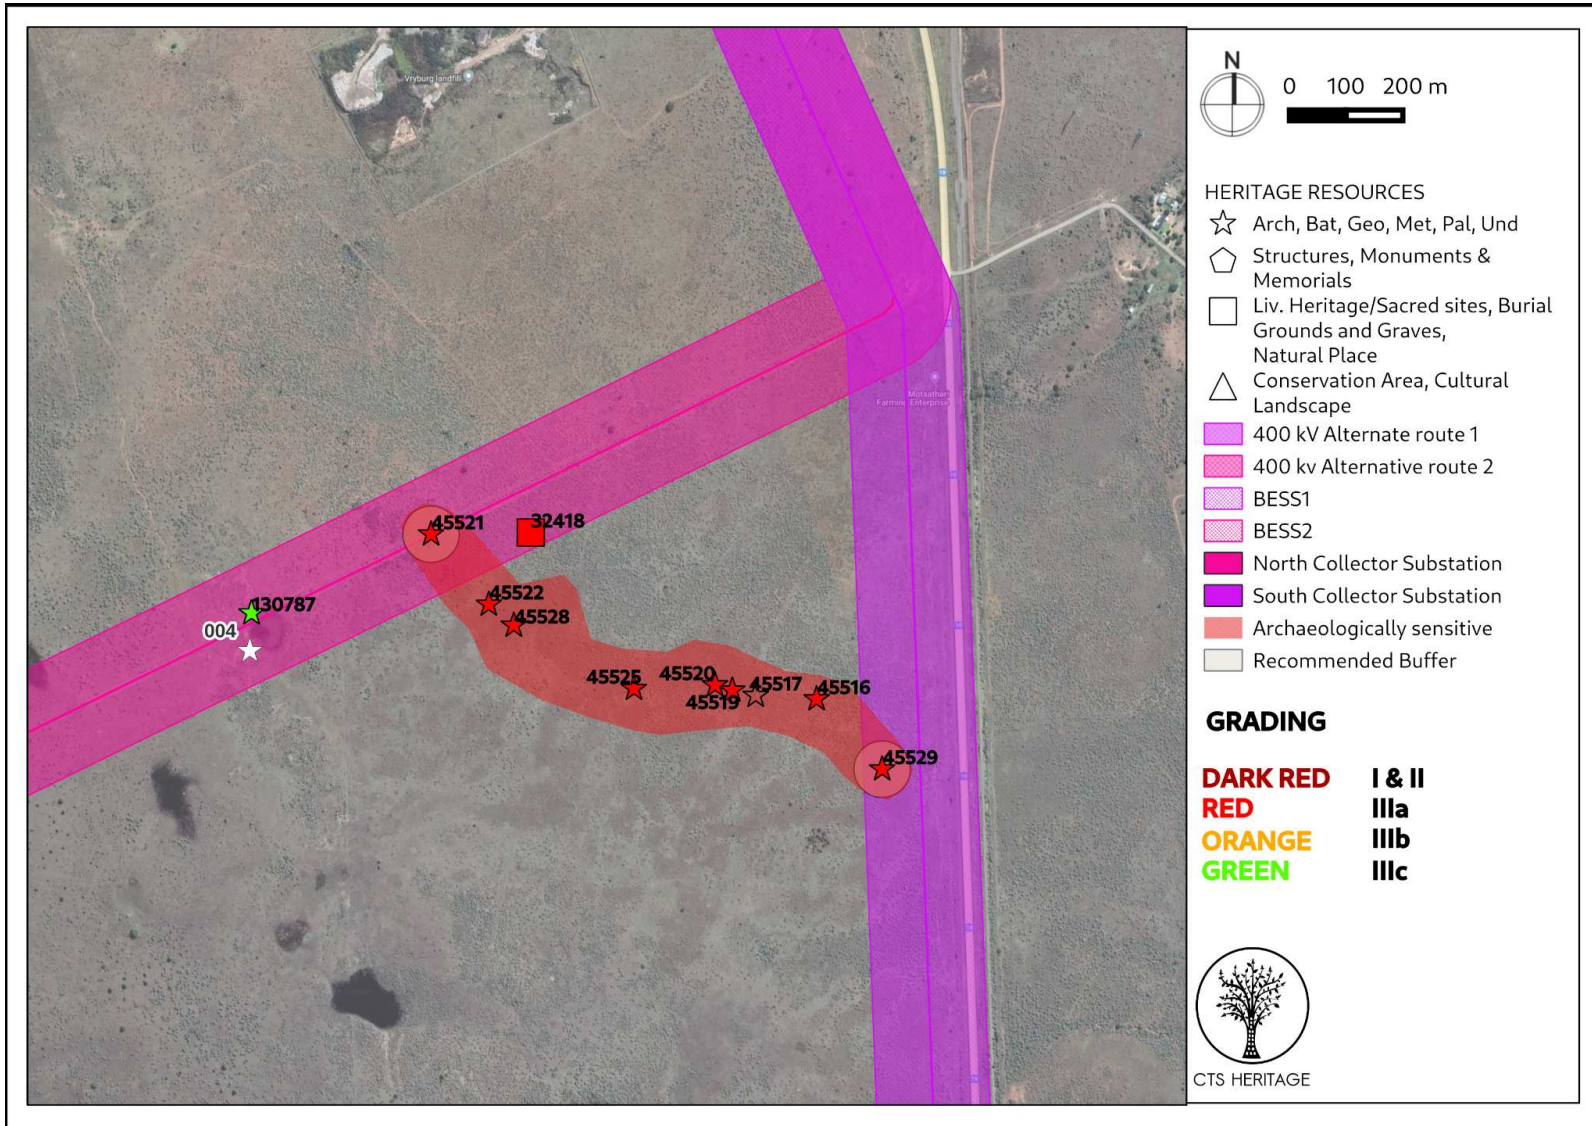 Vryburg landfill
Motsathari
Farming Enterprise
45521
32418
45522
130787
45528
004
45525
45520
45517
45516
45519
45529
N
0 100 200 m
HERITAGE RESOURCES
Arch, Bat, Geo, Met, Pal, Und
Structures, Monuments &
Memorials
Liv. Heritage/Sacred sites, Burial
Grounds and Graves,
Natural Place
Conservation Area, Cultural
Landscape
400 kV Alternate route 1
400 kv Alternative route 2
BESS1
BESS2
North Collector Substation
South Collector Substation
Archaeologically sensitive
Recommended Buffer
GRADING
DARK RED I & II
RED IIIa
ORANGE IIIb
GREEN IIIc
CTS HERITAGE